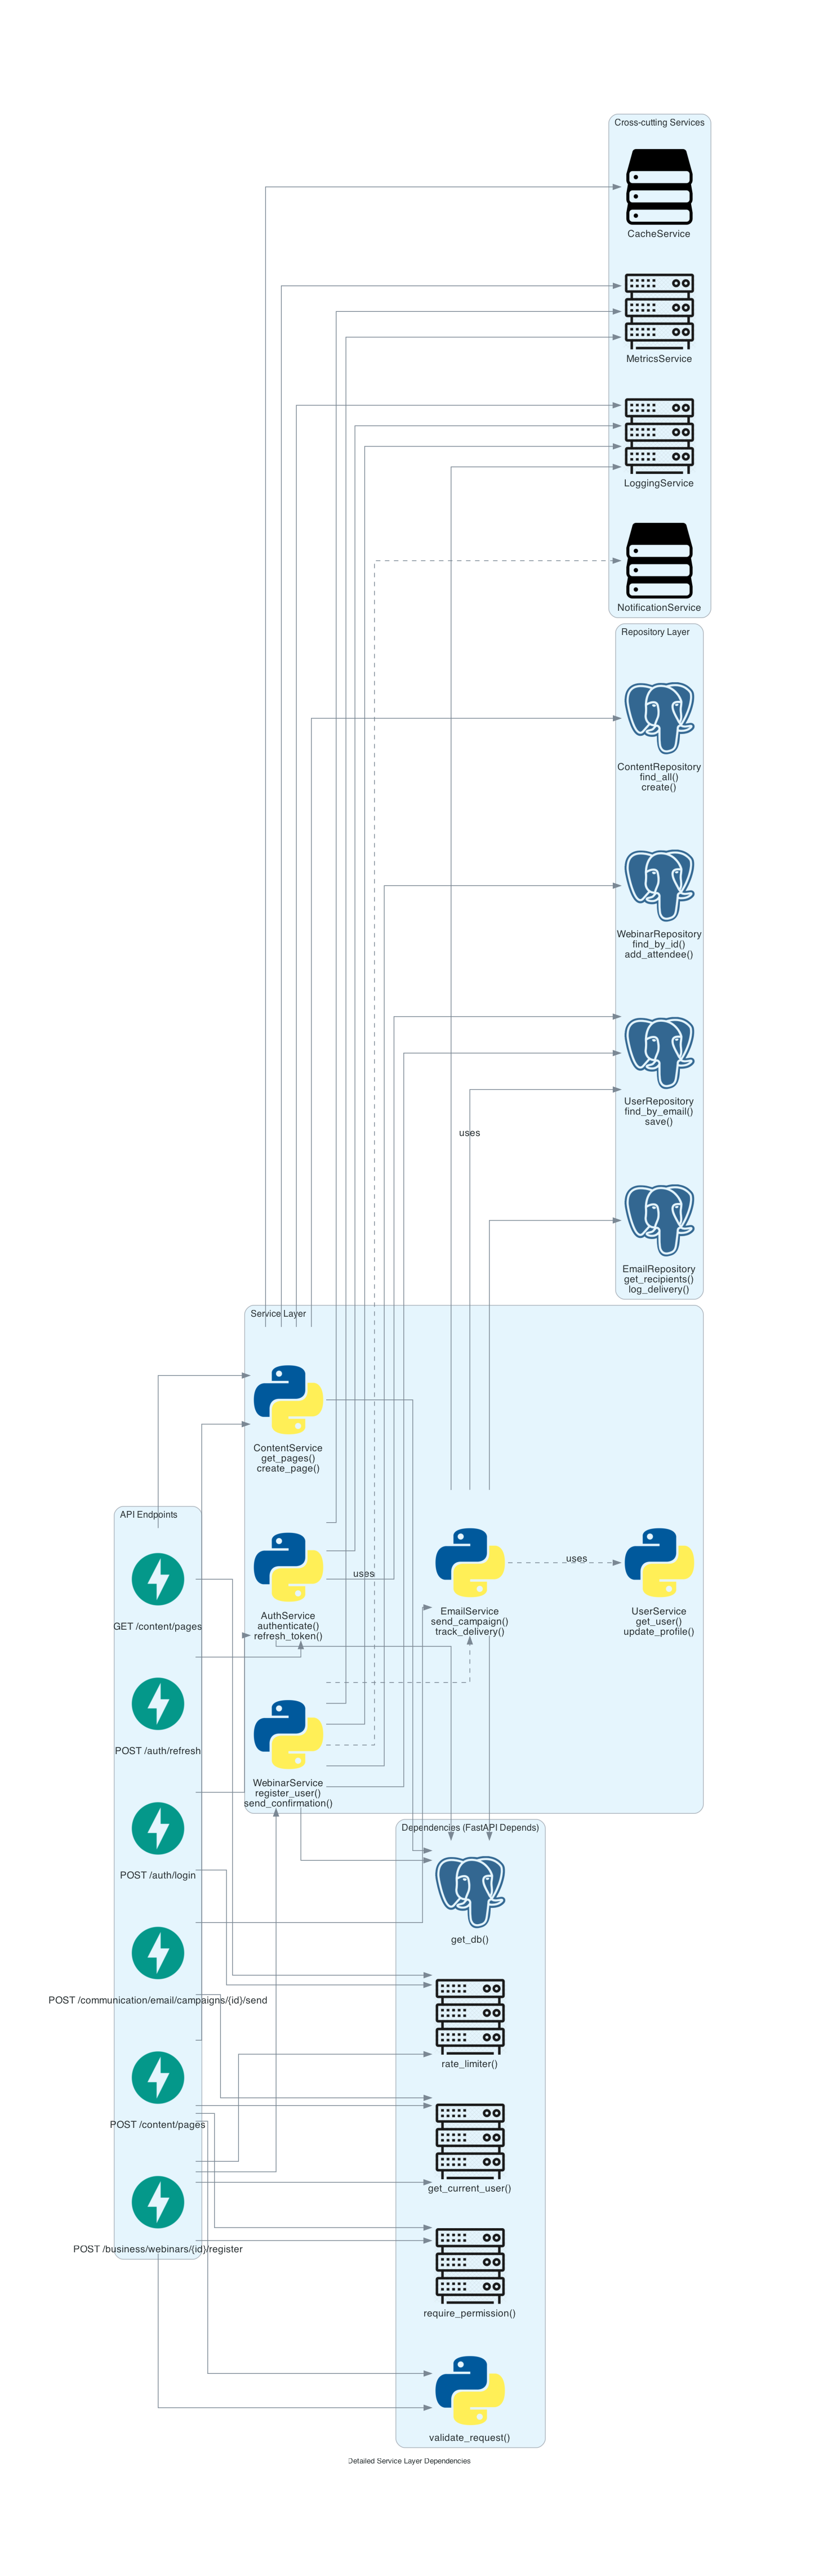 Cross-cutting Services
CacheService
MetricsService
LoggingService
NotificationService
Repository Layer
ContentRepository
find_all()
create()
WebinarRepository
find_by_id()
add_attendee()
UserRepository
find_by_email()
save()
uses
EmailRepository
get_recipients()
log_delivery()
Service Layer
ContentService
get_pages()
create_page()
API Endpoints
uses
uses
AuthService
authenticate()
refresh_token()
EmailService
send_campaign()
track_delivery()
UserService
get_user()
update_profile()
GET /content/pages
POST /auth/refresh
WebinarService
register_user()
send_confirmation()
Dependencies (FastAPI Depends)
POST /auth/login
get_db()
POST /communication/email/campaigns/{id}/send
rate_limiter()
POST /content/pages
get_current_user()
POST /business/webinars/{id}/register
require_permission()
validate_request()
Detailed Service Layer Dependencies